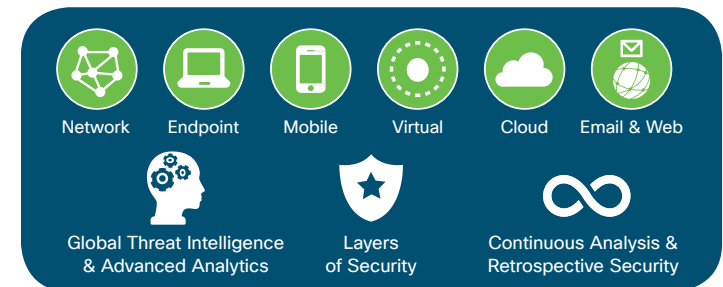 Network Endpoint Mobile Virtual Cloud Email & Web
Global Threat Intelligence
& Advanced Analytics
Layers
of Security
Continuous Analysis &
Retrospective Security